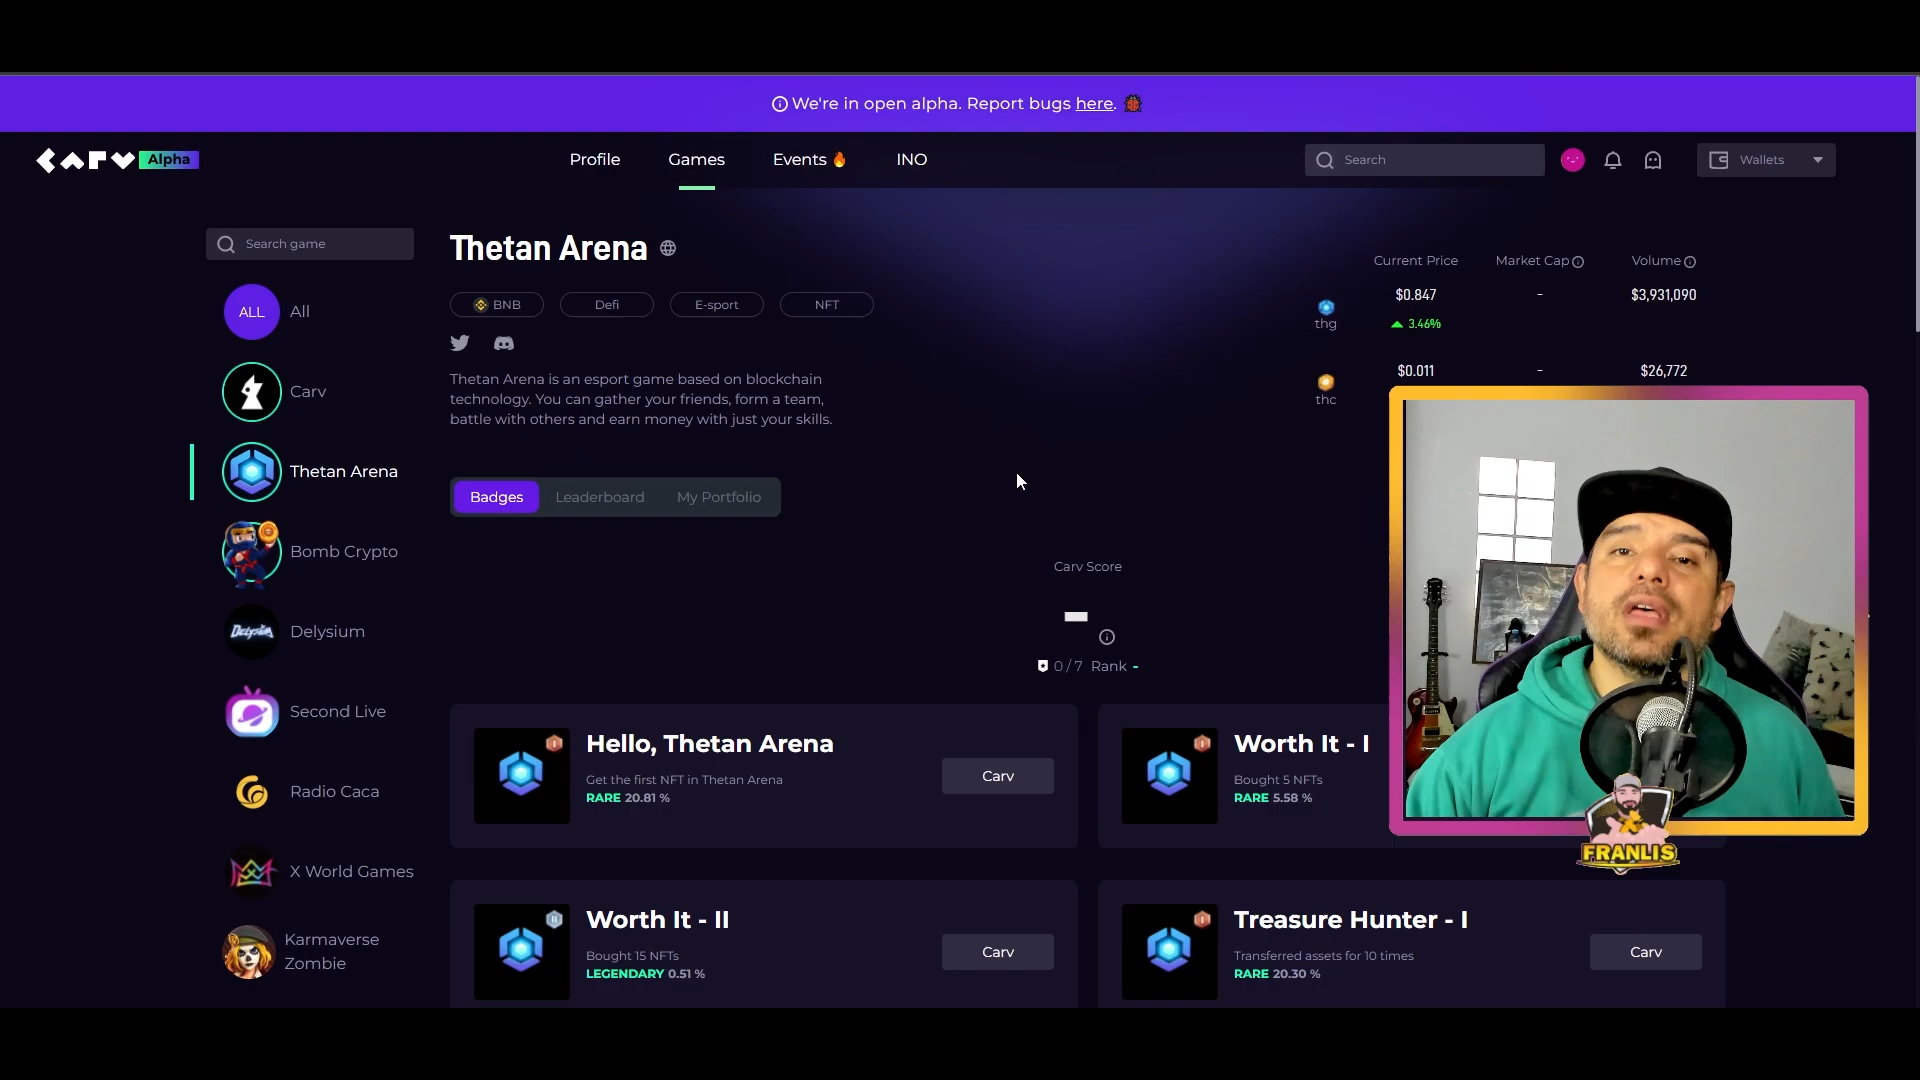 We're in open alpha. Report bugs here.
Alpha
Profile
Games
Events
INO
Search
Wallets
Search game
ALL
All
Carv
Thetan Arena
Bomb Crypto
Delysium
Delysium
Second Live
Radio Caca
X World Games
Karmaverse
Zombie
Thetan Arena
BNB
Defi
E-sport
NFT
Thetan Arena is an esport game based on blockchain
technology. You can gather your friends, form a team,
battle with others and earn money with just your skills.
Current Price
Market Cap
Volume
thg
$0.847
-
$3,931,090
3.46%
thc
$0.011
-
$26,772
Badges
Leaderboard
My Portfolio
Carv Score
0 / 7 Rank -
Hello, Thetan Arena
Get the first NFT in Thetan Arena
RARE 20.81 %
Carv
Worth It - I
Bought 5 NFTs
RARE 5.58 %
Worth It - II
Bought 15 NFTs
LEGENDARY 0.51 %
Carv
Treasure Hunter - I
Transferred assets for 10 times
RARE 20.30 %
Carv
FRANLIS